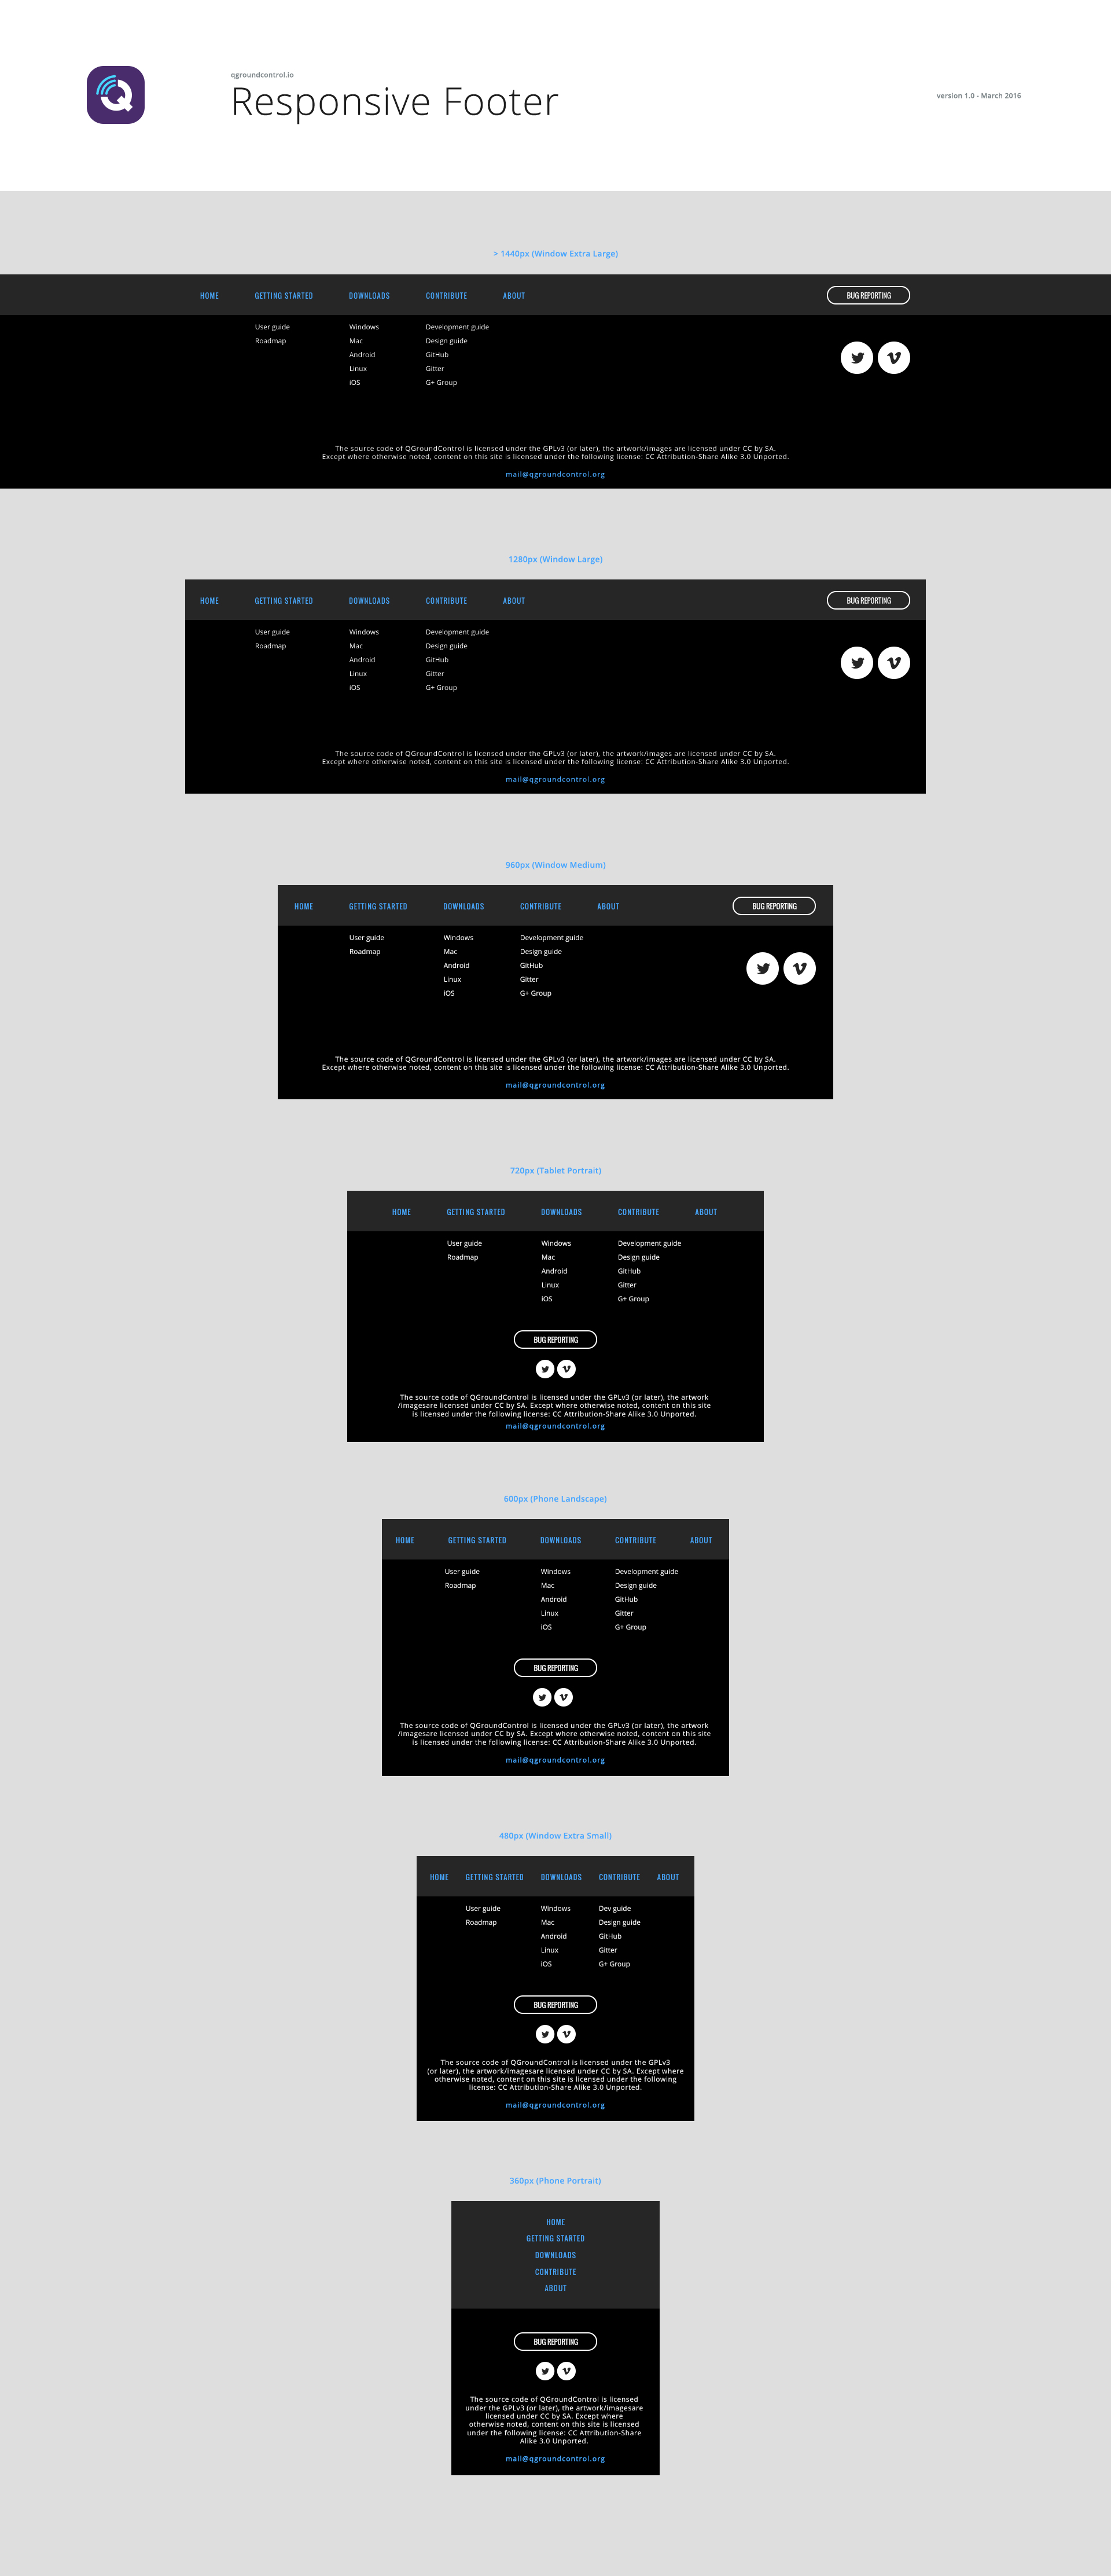 qgroundcontrol.io
Responsive Footer
version 1.0 - March 2016
> 1440px (Window Extra Large)
HOME GETTING STARTED DOWNLOADS CONTRIBUTE ABOUT BUG REPORTING
User guide Windows Development guide
Roadmap Mac Design guide
Android GitHub
Linux Gitter
iOS G+ Group
The source code of QGroundControl is licensed under the GPLv3 (or later), the artwork/images are licensed under CC by SA.
Except where otherwise noted, content on this site is licensed under the following license: CC Attribution-Share Alike 3.0 Unported.
mail@qgroundcontrol.org
1280px (Window Large)
HOME GETTING STARTED DOWNLOADS CONTRIBUTE ABOUT BUG REPORTING
User guide Windows Development guide
Roadmap Mac Design guide
Android GitHub
Linux Gitter
iOS G+ Group
The source code of QGroundControl is licensed under the GPLv3 (or later), the artwork/images are licensed under CC by SA.
Except where otherwise noted, content on this site is licensed under the following license: CC Attribution-Share Alike 3.0 Unported.
mail@qgroundcontrol.org
960px (Window Medium)
HOME GETTING STARTED DOWNLOADS CONTRIBUTE ABOUT BUG REPORTING
User guide Windows Development guide
Roadmap Mac Design guide
Android GitHub
Linux Gitter
iOS G+ Group
The source code of QGroundControl is licensed under the GPLv3 (or later), the artwork/images are licensed under CC by SA.
Except where otherwise noted, content on this site is licensed under the following license: CC Attribution-Share Alike 3.0 Unported.
mail@qgroundcontrol.org
720px (Tablet Portrait)
HOME GETTING STARTED DOWNLOADS CONTRIBUTE ABOUT
User guide Windows Development guide
Roadmap Mac Design guide
Android GitHub
Linux Gitter
iOS G+ Group
BUG REPORTING
The source code of QGroundControl is licensed under the GPLv3 (or later), the artwork
/imagesare licensed under CC by SA. Except where otherwise noted, content on this site
is licensed under the following license: CC Attribution-Share Alike 3.0 Unported.
mail@qgroundcontrol.org
600px (Phone Landscape)
HOME GETTING STARTED DOWNLOADS CONTRIBUTE ABOUT
User guide Windows Development guide
Roadmap Mac Design guide
Android GitHub
Linux Gitter
iOS G+ Group
BUG REPORTING
The source code of QGroundControl is licensed under the GPLv3 (or later), the artwork
/imagesare licensed under CC by SA. Except where otherwise noted, content on this site
is licensed under the following license: CC Attribution-Share Alike 3.0 Unported.
mail@qgroundcontrol.org
480px (Window Extra Small)
HOME GETTING STARTED DOWNLOADS CONTRIBUTE ABOUT
User guide Windows Dev guide
Roadmap Mac Design guide
Android GitHub
Linux Gitter
iOS G+ Group
BUG REPORTING
The source code of QGroundControl is licensed under the GPLv3
(or later), the artwork/imagesare licensed under CC by SA. Except where
otherwise noted, content on this site is licensed under the following
license: CC Attribution-Share Alike 3.0 Unported.
mail@qgroundcontrol.org
360px (Phone Portrait)
HOME
GETTING STARTED
DOWNLOADS
CONTRIBUTE
ABOUT
BUG REPORTING
The source code of QGroundControl is licensed
under the GPLv3 (or later), the artwork/imagesare
licensed under CC by SA. Except where
otherwise noted, content on this site is licensed
under the following license: CC Attribution-Share
Alike 3.0 Unported.
mail@qgroundcontrol.org